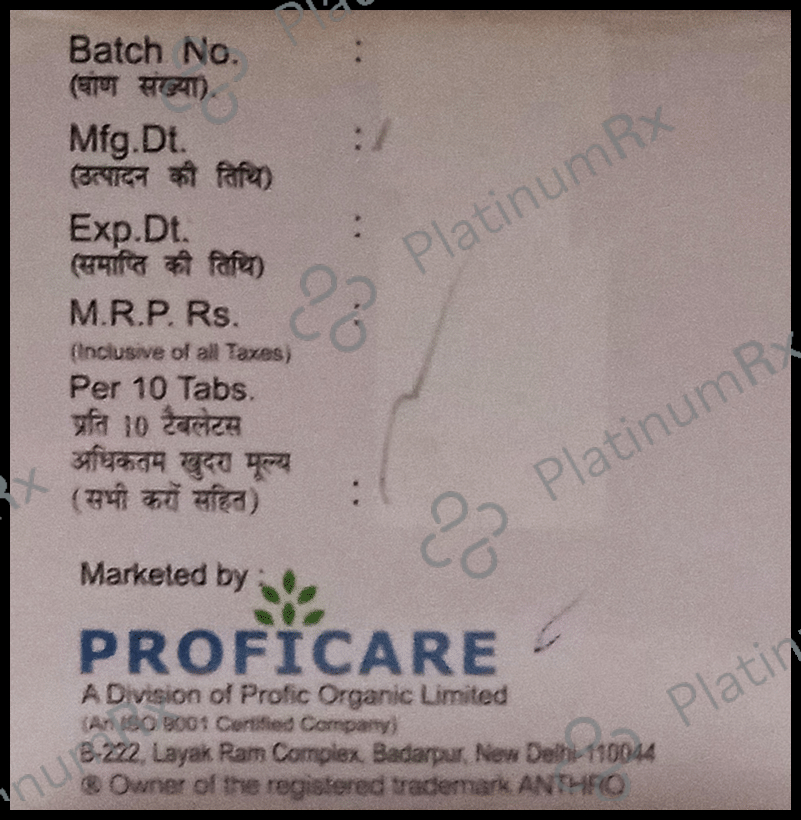 Batch No. :
(घांण संख्या).
Mfg.Dt. :
(उत्पादन की तिथि)
Exp.Dt. :
(समाप्ति की तिथि)
M.R.P. Rs. :
(Inclusive of all Taxes)
Per 10 Tabs.
प्रति 10 टैबलेटस
अधिकतम खुदरा मूल्य
(सभी करों सहित) :
Marketed by :
PROFICARE
A Division of Profic Organic Limited
(An ISO 9001 Certified Company)
B-222, Layak Ram Complex, Badarpur, New Delhi-110044
® Owner of the registered trademark ANTHRO
PlatinumRx
PlatinumRx